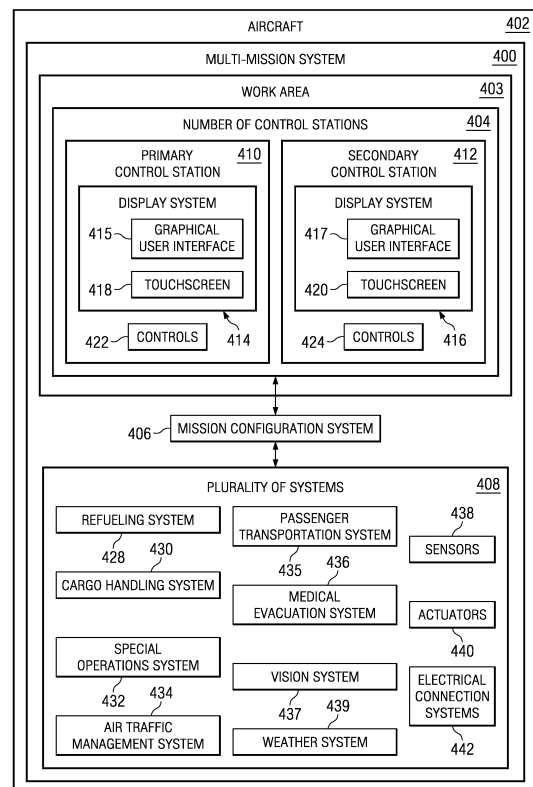 AIRCRAFT 402
MULTI-MISSION SYSTEM 400
WORK AREA 403
NUMBER OF CONTROL STATIONS 404
PRIMARY 410
CONTROL STATION
DISPLAY SYSTEM
415 GRAPHICAL
USER INTERFACE
418 TOUCHSCREEN
414
422 CONTROLS
SECONDARY 412
CONTROL STATION
DISPLAY SYSTEM
417 GRAPHICAL
USER INTERFACE
420 TOUCHSCREEN
416
424 CONTROLS
406 MISSION CONFIGURATION SYSTEM
PLURALITY OF SYSTEMS 408
REFUELING SYSTEM
428 430
CARGO HANDLING SYSTEM
SPECIAL
OPERATIONS SYSTEM
432 434
AIR TRAFFIC
MANAGEMENT SYSTEM
PASSENGER
TRANSPORTATION SYSTEM
435 436
MEDICAL
EVACUATION SYSTEM
VISION SYSTEM
437 439
WEATHER SYSTEM
438
SENSORS
ACTUATORS
440
ELECTRICAL
CONNECTION
SYSTEMS
442